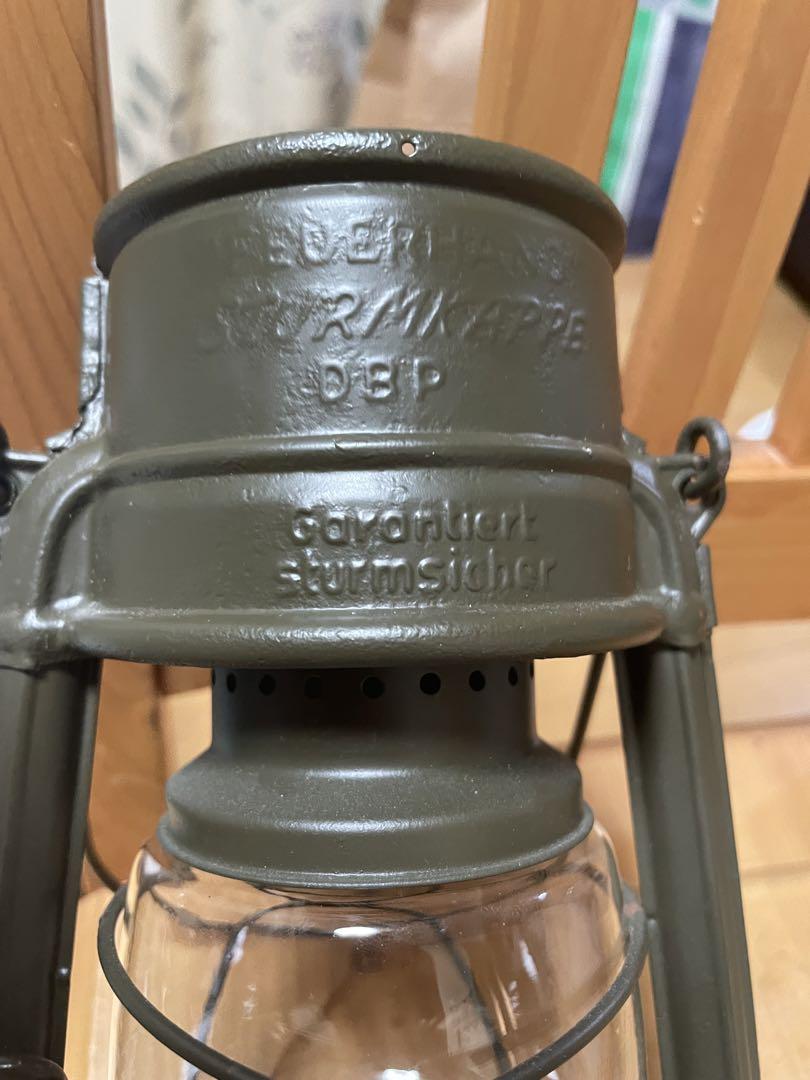 FEUERHAND
STURMKAPPE
DBP
Garantiert
sturmsicher